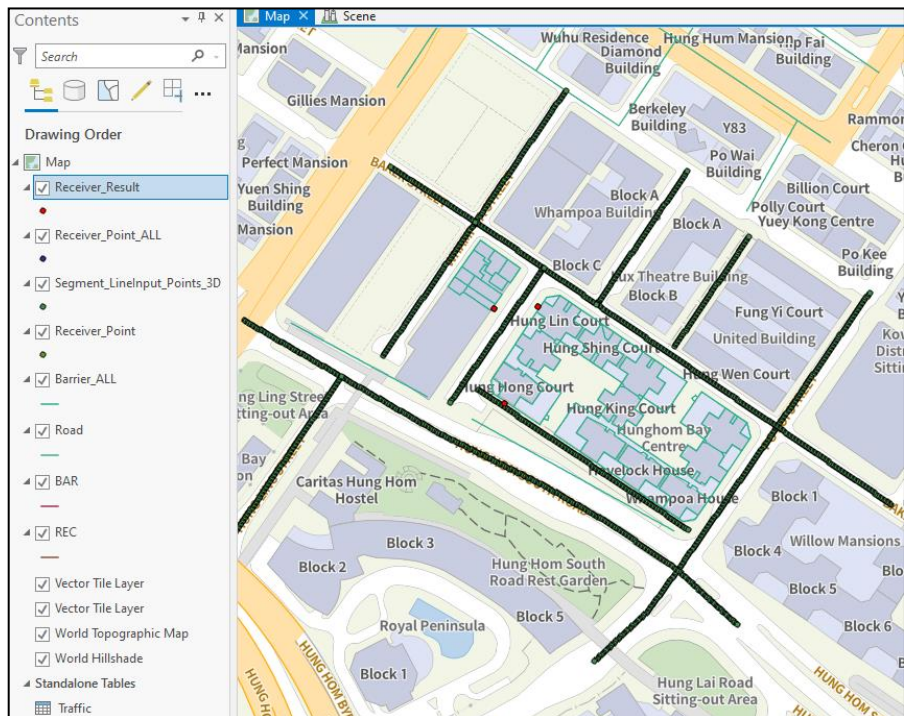 Contents
Search
Drawing Order
Map
Receiver_Result
Receiver_Point_ALL
Segment_LineInput_Points_3D
Receiver_Point
Barrier_ALL
Road
BAR
REC
Vector Tile Layer
Vector Tile Layer
World Topographic Map
World Hillshade
Standalone Tables
Traffic
Map
Scene
Mansion
Gillies Mansion
Perfect Mansion
Yuen Shing
Building
Mansion
Wuhu Residence
Diamond
Building
Hung Hum Mansion
Fai
Building
Berkeley
Building
Y83
Po Wai
Building
Cheron
Billion Court
Polly Court
Yuey Kong Centre
Po Kee
Building
Block A
Whampoa Building
Block C
Block A
Lux Theatre Building
Block B
Fung Yi Court
United Building
Hung Lin Court
Hung Shing Court
Hung Wen Court
Hung Hong Court
Hung King Court
Hunghom Bay
Centre
Havelock House
Whampoa House
ng Ling Street
itting-out Area
Bay
Caritas Hung Hom
Hostel
Block 3
Block 2
Hung Hom South
Road Rest Garden
Block 5
Royal Peninsula
Block 1
Block 1
Willow Mansions
Block 4
Block 5
Block 6
Hung Lai Road
Sitting-out Area
HUNG HOM BY
HUNG HOM S